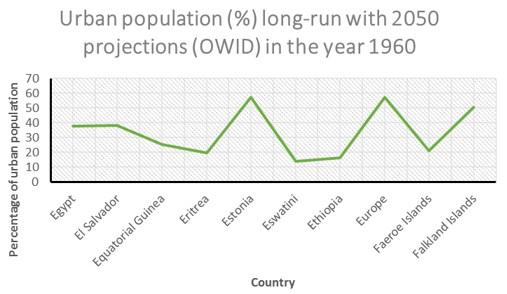 Urban population (%) long-run with 2050
projections (OWID) in the year 1960
Percentage of urban population
70
60
50
40
30
20
10
0
Egypt
El Salvador
Equatorial Guinea
Eritrea
Estonia
Eswatini
Ethiopia
Europe
Faeroe Islands
Falkland Islands
Country